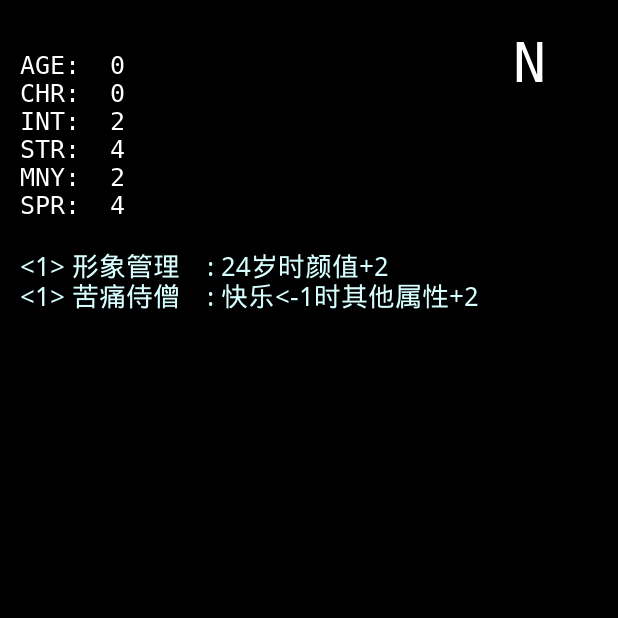 N
AGE: 0
CHR: 0
INT: 2
STR: 4
MNY: 2
SPR: 4
<1> 形象管理 : 24岁时颜值+2
<1> 苦痛侍僧 : 快乐<-1时其他属性+2